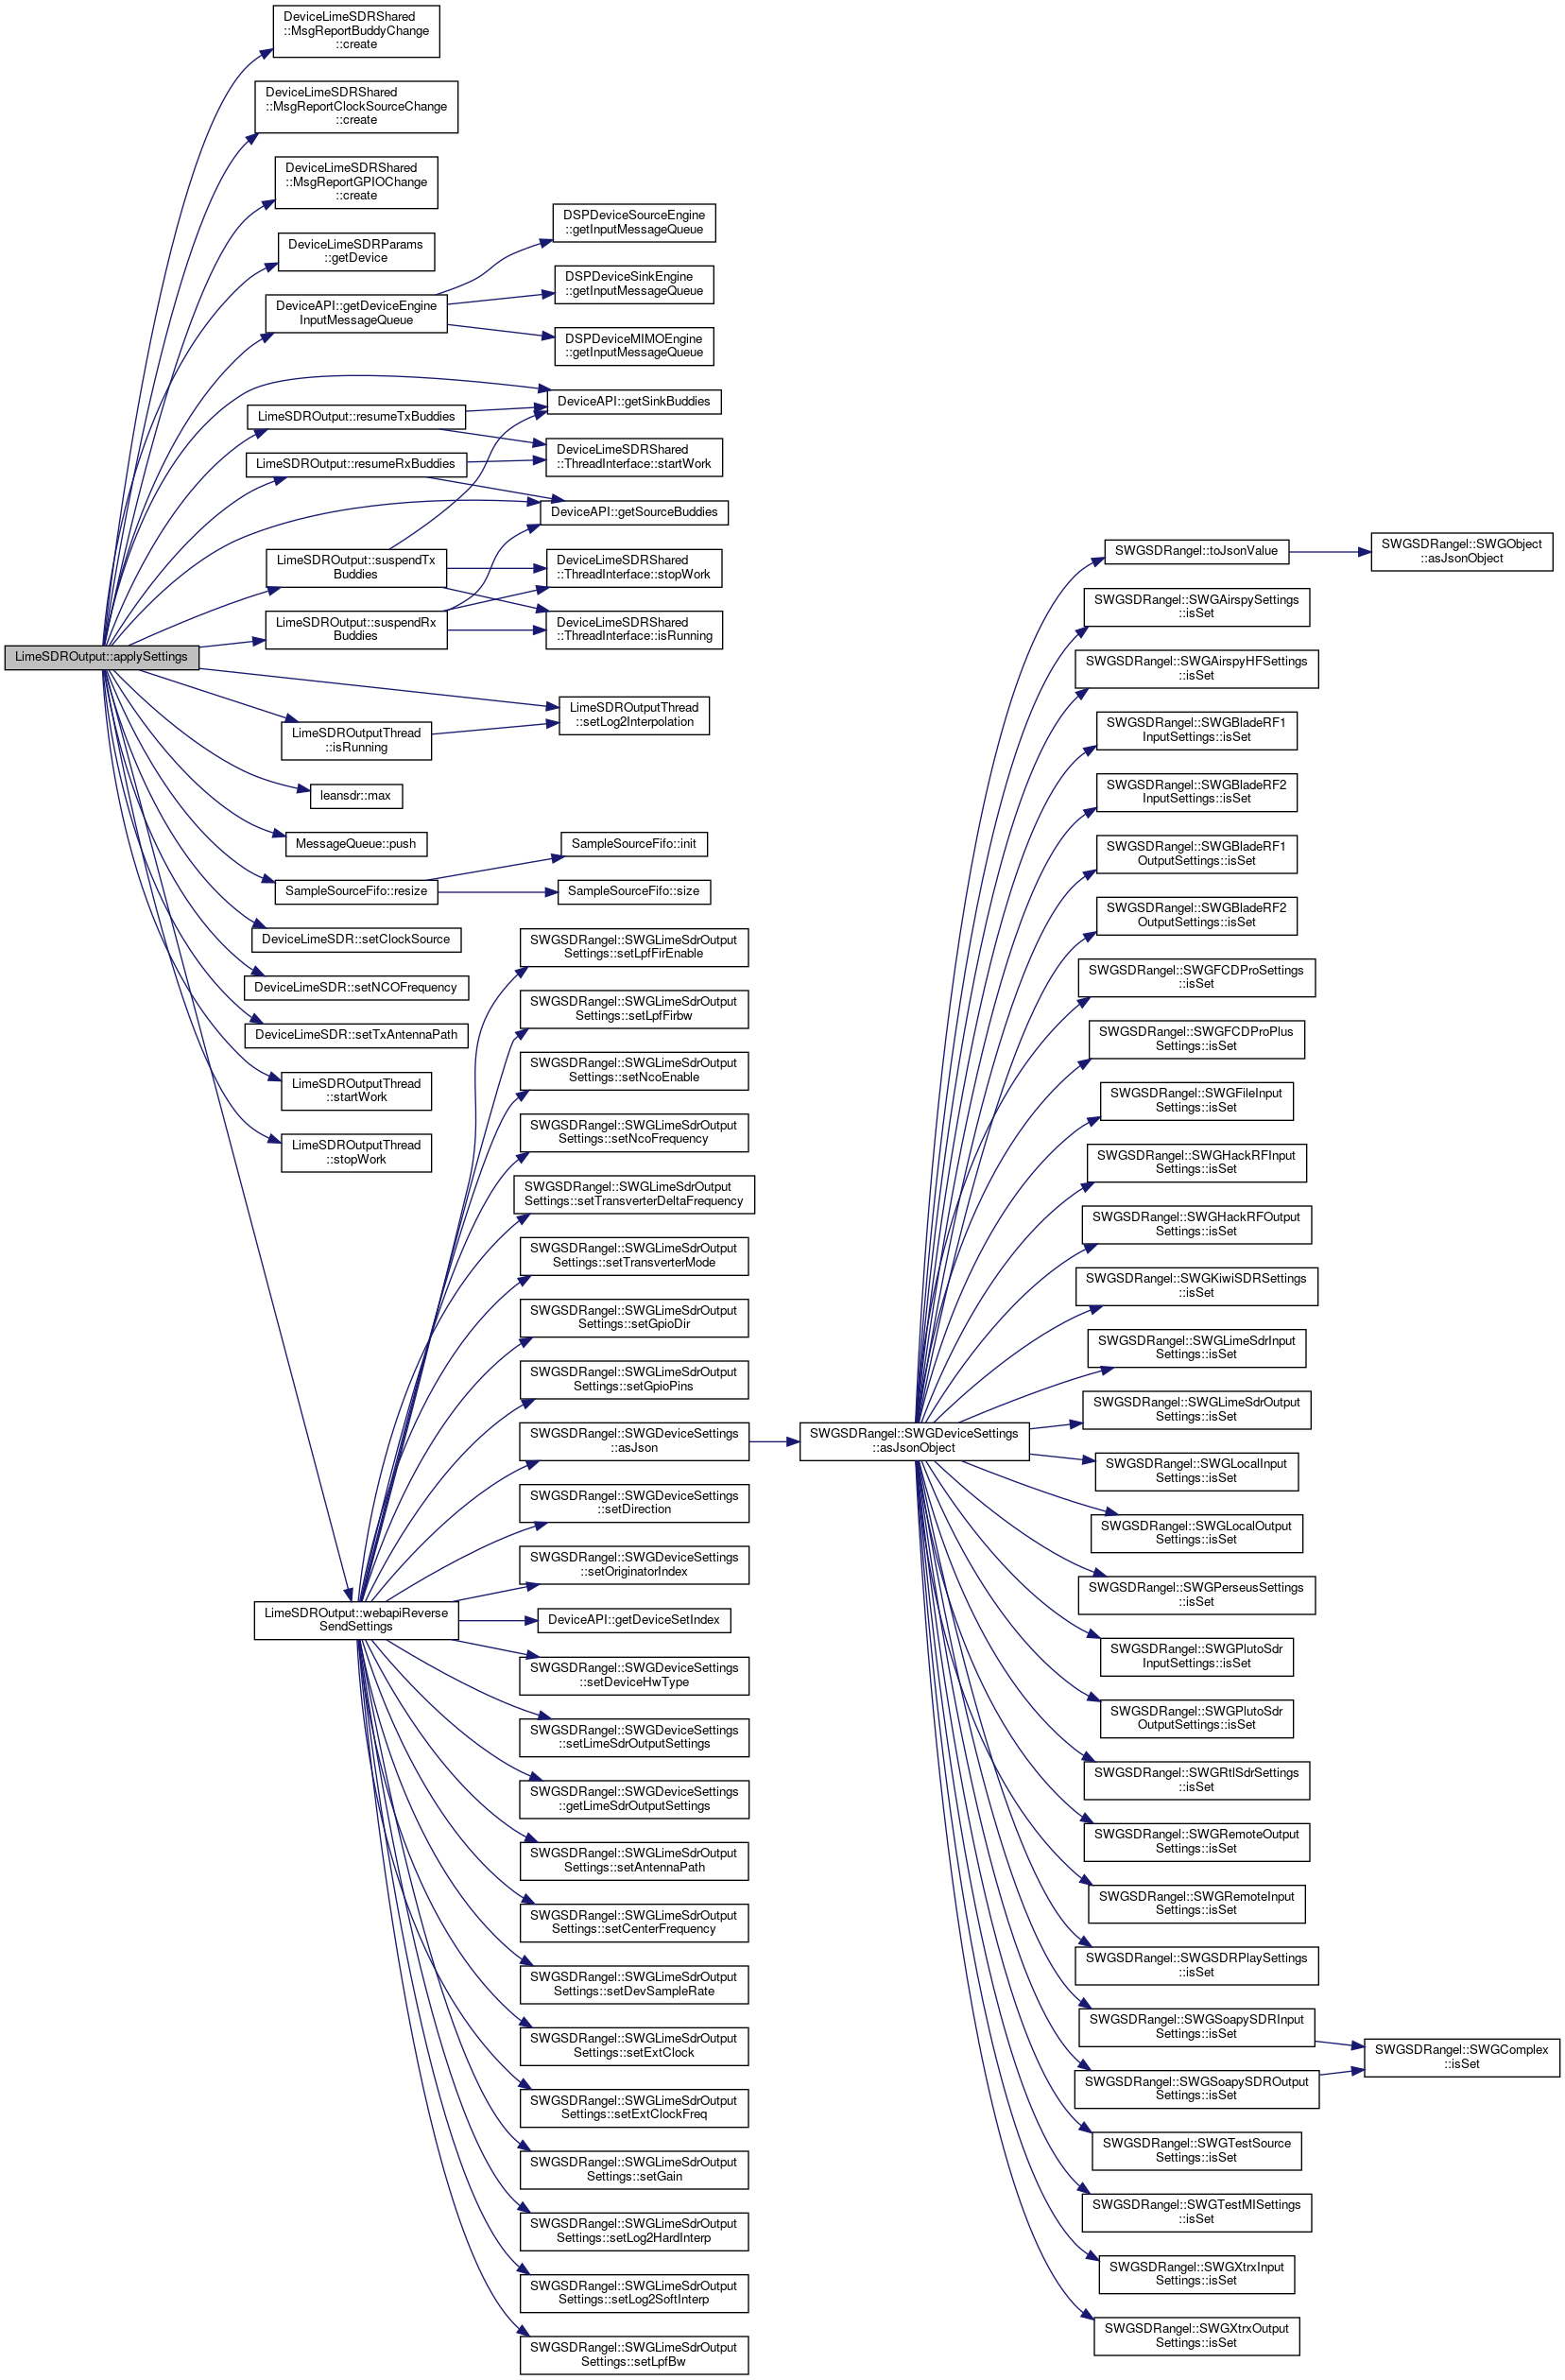 DeviceLimeSDRShared
::MsgReportBuddyChange
::create
DeviceLimeSDRShared
::MsgReportClockSourceChange
::create
DeviceLimeSDRShared
::MsgReportGPIOChange
::create
DeviceLimeSDRParams
::getDevice
DeviceAPI::getDeviceEngine
InputMessageQueue
LimeSDROutput::resumeTxBuddies
LimeSDROutput::resumeRxBuddies
LimeSDROutput::suspendTx
Buddies
LimeSDROutput::suspendRx
Buddies
LimeSDROutput::applySettings
LimeSDROutputThread
::isRunning
leansdr::max
MessageQueue::push
SampleSourceFifo::resize
DeviceLimeSDR::setClockSource
DeviceLimeSDR::setNCOFrequency
DeviceLimeSDR::setTxAntennaPath
LimeSDROutputThread
::startWork
LimeSDROutputThread
::stopWork
LimeSDROutput::webapiReverse
SendSettings
DSPDeviceSourceEngine
::getInputMessageQueue
DSPDeviceSinkEngine
::getInputMessageQueue
DSPDeviceMIMOEngine
::getInputMessageQueue
DeviceAPI::getSinkBuddies
DeviceLimeSDRShared
::ThreadInterface::startWork
DeviceAPI::getSourceBuddies
DeviceLimeSDRShared
::ThreadInterface::stopWork
DeviceLimeSDRShared
::ThreadInterface::isRunning
LimeSDROutputThread
::setLog2Interpolation
SampleSourceFifo::init
SampleSourceFifo::size
SWGSDRangel::SWGLimeSdrOutput
Settings::setLpfFirEnable
SWGSDRangel::SWGLimeSdrOutput
Settings::setLpfFirbw
SWGSDRangel::SWGLimeSdrOutput
Settings::setNcoEnable
SWGSDRangel::SWGLimeSdrOutput
Settings::setNcoFrequency
SWGSDRangel::SWGLimeSdrOutput
Settings::setTransverterDeltaFrequency
SWGSDRangel::SWGLimeSdrOutput
Settings::setTransverterMode
SWGSDRangel::SWGLimeSdrOutput
Settings::setGpioDir
SWGSDRangel::SWGLimeSdrOutput
Settings::setGpioPins
SWGSDRangel::SWGDeviceSettings
::asJson
SWGSDRangel::SWGDeviceSettings
::setDirection
SWGSDRangel::SWGDeviceSettings
::setOriginatorIndex
DeviceAPI::getDeviceSetIndex
SWGSDRangel::SWGDeviceSettings
::setDeviceHwType
SWGSDRangel::SWGDeviceSettings
::setLimeSdrOutputSettings
SWGSDRangel::SWGDeviceSettings
::getLimeSdrOutputSettings
SWGSDRangel::SWGLimeSdrOutput
Settings::setAntennaPath
SWGSDRangel::SWGLimeSdrOutput
Settings::setCenterFrequency
SWGSDRangel::SWGLimeSdrOutput
Settings::setDevSampleRate
SWGSDRangel::SWGLimeSdrOutput
Settings::setExtClock
SWGSDRangel::SWGLimeSdrOutput
Settings::setExtClockFreq
SWGSDRangel::SWGLimeSdrOutput
Settings::setGain
SWGSDRangel::SWGLimeSdrOutput
Settings::setLog2HardInterp
SWGSDRangel::SWGLimeSdrOutput
Settings::setLog2SoftInterp
SWGSDRangel::SWGLimeSdrOutput
Settings::setLpfBw
SWGSDRangel::SWGDeviceSettings
::asJsonObject
SWGSDRangel::toJsonValue
SWGSDRangel::SWGAirspySettings
::isSet
SWGSDRangel::SWGAirspyHFSettings
::isSet
SWGSDRangel::SWGBladeRF1
InputSettings::isSet
SWGSDRangel::SWGBladeRF2
InputSettings::isSet
SWGSDRangel::SWGBladeRF1
OutputSettings::isSet
SWGSDRangel::SWGBladeRF2
OutputSettings::isSet
SWGSDRangel::SWGFCDProSettings
::isSet
SWGSDRangel::SWGFCDProPlus
Settings::isSet
SWGSDRangel::SWGFileInput
Settings::isSet
SWGSDRangel::SWGHackRFInput
Settings::isSet
SWGSDRangel::SWGHackRFOutput
Settings::isSet
SWGSDRangel::SWGKiwiSDRSettings
::isSet
SWGSDRangel::SWGLimeSdrInput
Settings::isSet
SWGSDRangel::SWGLimeSdrOutput
Settings::isSet
SWGSDRangel::SWGLocalInput
Settings::isSet
SWGSDRangel::SWGLocalOutput
Settings::isSet
SWGSDRangel::SWGPerseusSettings
::isSet
SWGSDRangel::SWGPlutoSdr
InputSettings::isSet
SWGSDRangel::SWGPlutoSdr
OutputSettings::isSet
SWGSDRangel::SWGRtlSdrSettings
::isSet
SWGSDRangel::SWGRemoteOutput
Settings::isSet
SWGSDRangel::SWGRemoteInput
Settings::isSet
SWGSDRangel::SWGSDRPlaySettings
::isSet
SWGSDRangel::SWGSoapySDRInput
Settings::isSet
SWGSDRangel::SWGSoapySDROutput
Settings::isSet
SWGSDRangel::SWGTestSource
Settings::isSet
SWGSDRangel::SWGTestMISettings
::isSet
SWGSDRangel::SWGXtrxInput
Settings::isSet
SWGSDRangel::SWGXtrxOutput
Settings::isSet
SWGSDRangel::SWGObject
::asJsonObject
SWGSDRangel::SWGComplex
::isSet